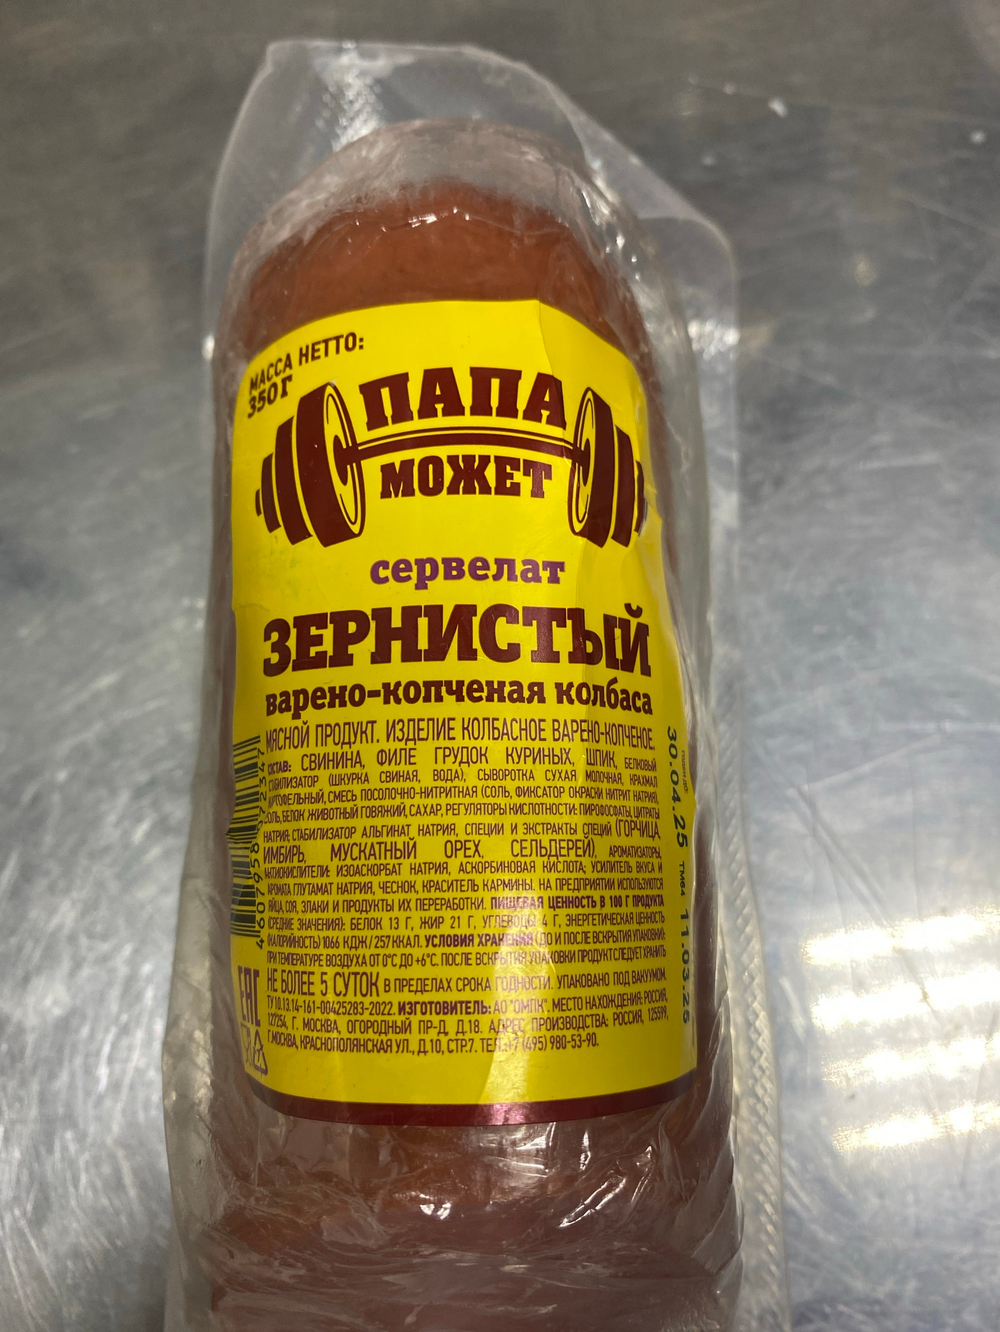 МАССА НЕТТО:
350 Г
ПАПА
МОЖЕТ
сервелат
ЗЕРНИСТЫЙ
варено-копченая колбаса
МЯСНОЙ ПРОДУКТ. ИЗДЕЛИЕ КОЛБАСНОЕ ВАРЕНО-КОПЧЕНОЕ.
СОСТАВ: СВИНИНА, ФИЛЕ ГРУДОК КУРИНЫХ, ШПИК, БЕЛКОВЫЙ
СТАБИЛИЗАТОР (ШКУРКА СВИНАЯ, ВОДА), СЫВОРОТКА СУХАЯ МОЛОЧНАЯ, КРАХМАЛ
КАРТОФЕЛЬНЫЙ, СМЕСЬ ПОСОЛОЧНО-НИТРИТНАЯ (СОЛЬ, ФИКСАТОР ОКРАСКИ НИТРИТ НАТРИЯ),
СОЛЬ, БЕЛОК ЖИВОТНЫЙ ГОВЯЖИЙ, САХАР, РЕГУЛЯТОРЫ КИСЛОТНОСТИ: ПИРОФОСФАТЫ, ЦИТРАТЫ
НАТРИЯ; СТАБИЛИЗАТОР АЛЬГИНАТ НАТРИЯ, СПЕЦИИ И ЭКСТРАКТЫ СПЕЦИЙ (ГОРЧИЦА,
ИМБИРЬ, МУСКАТНЫЙ ОРЕХ, СЕЛЬДЕРЕЙ), АРОМАТИЗАТОРЫ,
АНТИОКИСЛИТЕЛИ: ИЗОАСКОРБАТ НАТРИЯ, АСКОРБИНОВАЯ КИСЛОТА; УСИЛИТЕЛЬ ВКУСА И
АРОМАТА ГЛУТАМАТ НАТРИЯ, ЧЕСНОК, КРАСИТЕЛЬ КАРМИНЫ. НА ПРЕДПРИЯТИИ ИСПОЛЬЗУЮТСЯ
ЯЙЦА, СОЯ, ЗЛАКИ И ПРОДУКТЫ ИХ ПЕРЕРАБОТКИ. ПИЩЕВАЯ ЦЕННОСТЬ В 100 Г ПРОДУКТА
(СРЕДНИЕ ЗНАЧЕНИЯ): БЕЛОК 13 Г, ЖИР 21 Г, УГЛЕВОДЫ 4 Г, ЭНЕРГЕТИЧЕСКАЯ ЦЕННОСТЬ
(КАЛОРИЙНОСТЬ) 1066 КДЖ/257 ККАЛ. УСЛОВИЯ ХРАНЕНИЯ (ДО И ПОСЛЕ ВСКРЫТИЯ УПАКОВКИ):
ПРИ ТЕМПЕРАТУРЕ ВОЗДУХА ОТ 0°С ДО +6°С. ПОСЛЕ ВСКРЫТИЯ УПАКОВКИ ПРОДУКТ СЛЕДУЕТ ХРАНИТЬ
НЕ БОЛЕЕ 5 СУТОК В ПРЕДЕЛАХ СРОКА ГОДНОСТИ. УПАКОВАНО ПОД ВАКУУМОМ.
ТУ 10.13.14-161-00425283-2022. ИЗГОТОВИТЕЛЬ: АО "ОМПК". МЕСТО НАХОЖДЕНИЯ: РОССИЯ,
127254, Г. МОСКВА, ОГОРОДНЫЙ ПР-Д, Д.18. АДРЕС ПРОИЗВОДСТВА: РОССИЯ, 125599,
Г.МОСКВА, КРАСНОПОЛЯНСКАЯ УЛ., Д.10, СТР.7. ТЕЛ.:+7 (495) 980-53-90.
30.04.25 ТМ64 11.03.25
ЕАС